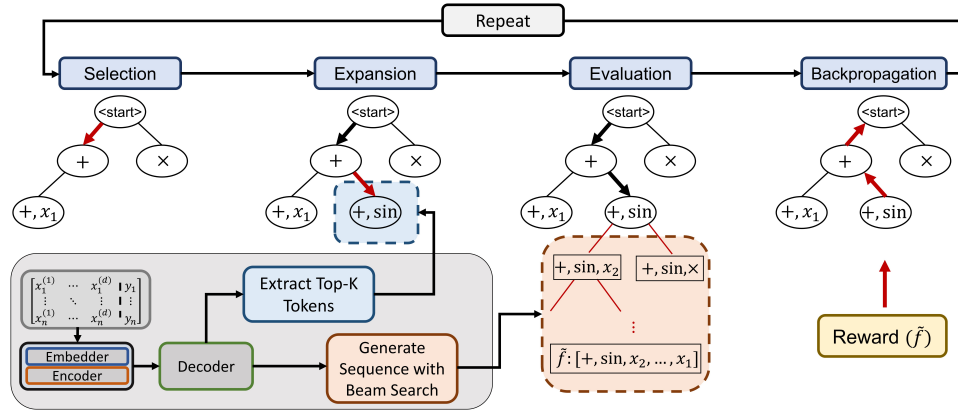 Repeat
Selection
Expansion
Evaluation
Backpropagation
<start>
+
×
+, x₁
<start>
+
×
+, x₁
+, sin
<start>
+
×
+, x₁
+, sin
+, sin, x₂
+, sin,×
⋮
f̃: [+, sin, x₂, …, x₁]
<start>
+
×
+, x₁
+, sin
Reward (f̃)
x₁⁽¹⁾ ⋯ x₁⁽ᵈ⁾ y₁
⋮ ⋱ ⋮ ⋮
xₙ⁽¹⁾ ⋯ xₙ⁽ᵈ⁾ yₙ
Embedder
Encoder
Decoder
Extract Top-K
Tokens
Generate
Sequence with
Beam Search